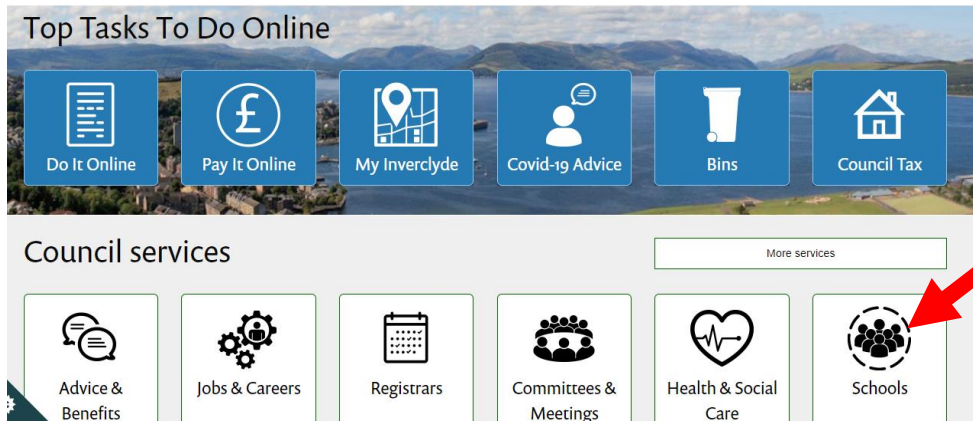 Top Tasks To Do Online
Do It Online
Pay It Online
My Inverclyde
Covid-19 Advice
Bins
Council Tax
Council services
More services
Advice &
Benefits
Jobs & Careers
Registrars
Committees &
Meetings
Health & Social
Care
Schools